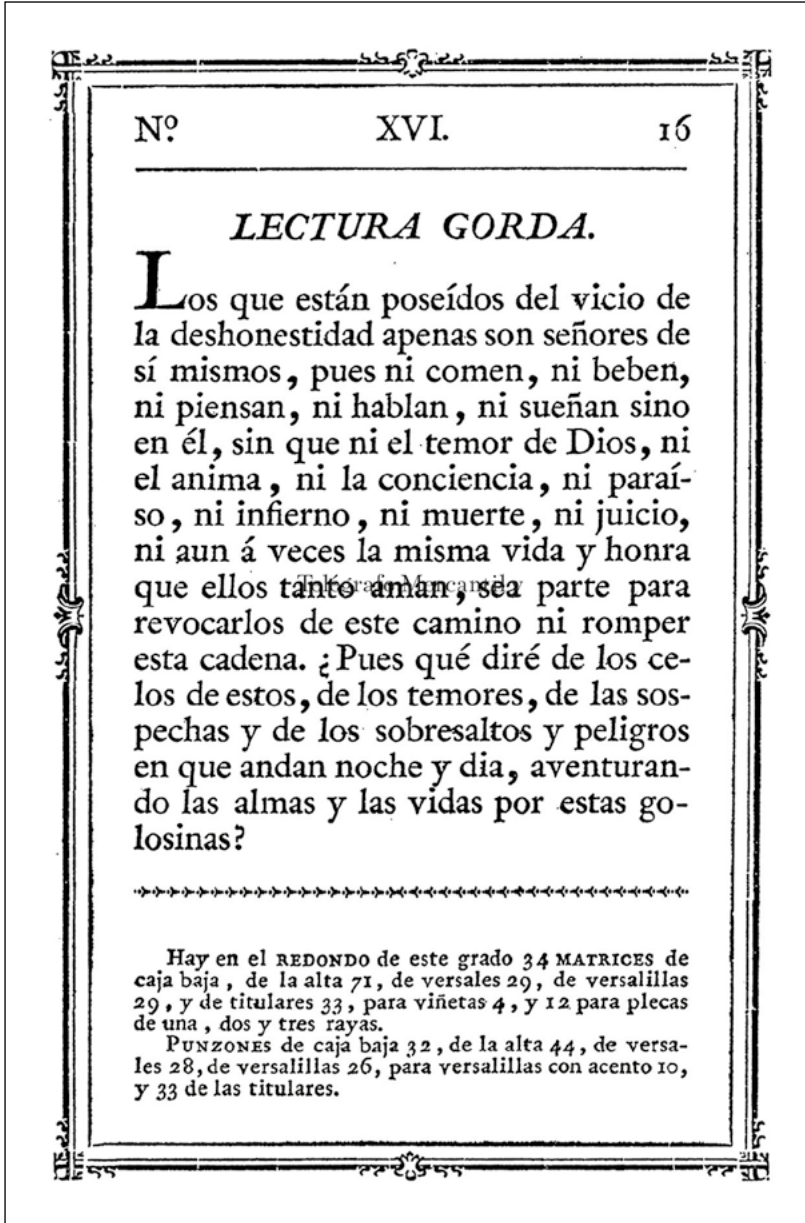 Nº. XVI. 16
LECTURA GORDA.
Los que están poseídos del vicio de
la deshonestidad apenas son señores de
sí mismos, pues ni comen, ni beben,
ni piensan, ni hablan, ni sueñan sino
en él, sin que ni el temor de Dios, ni
el anima, ni la conciencia, ni paraí-
so, ni infierno, ni muerte, ni juicio,
ni aun á veces la misma vida y honra
que ellos tanto aman, sea parte para
Telégrafo Mercantil
revocarlos de este camino ni romper
esta cadena. ¿Pues qué diré de los ce-
los de estos, de los temores, de las sos-
pechas y de los sobresaltos y peligros
en que andan noche y dia, aventuran-
do las almas y las vidas por estas go-
losinas?
Hay en el REDONDO de este grado 34 MATRICES de
caja baja, de la alta 71, de versales 29, de versalillas
29, y de titulares 33, para viñetas 4, y 12 para plecas
de una, dos y tres rayas.
PUNZONES de caja baja 32, de la alta 44, de versa-
les 28, de versalillas 26, para versalillas con acento 10,
y 33 de las titulares.